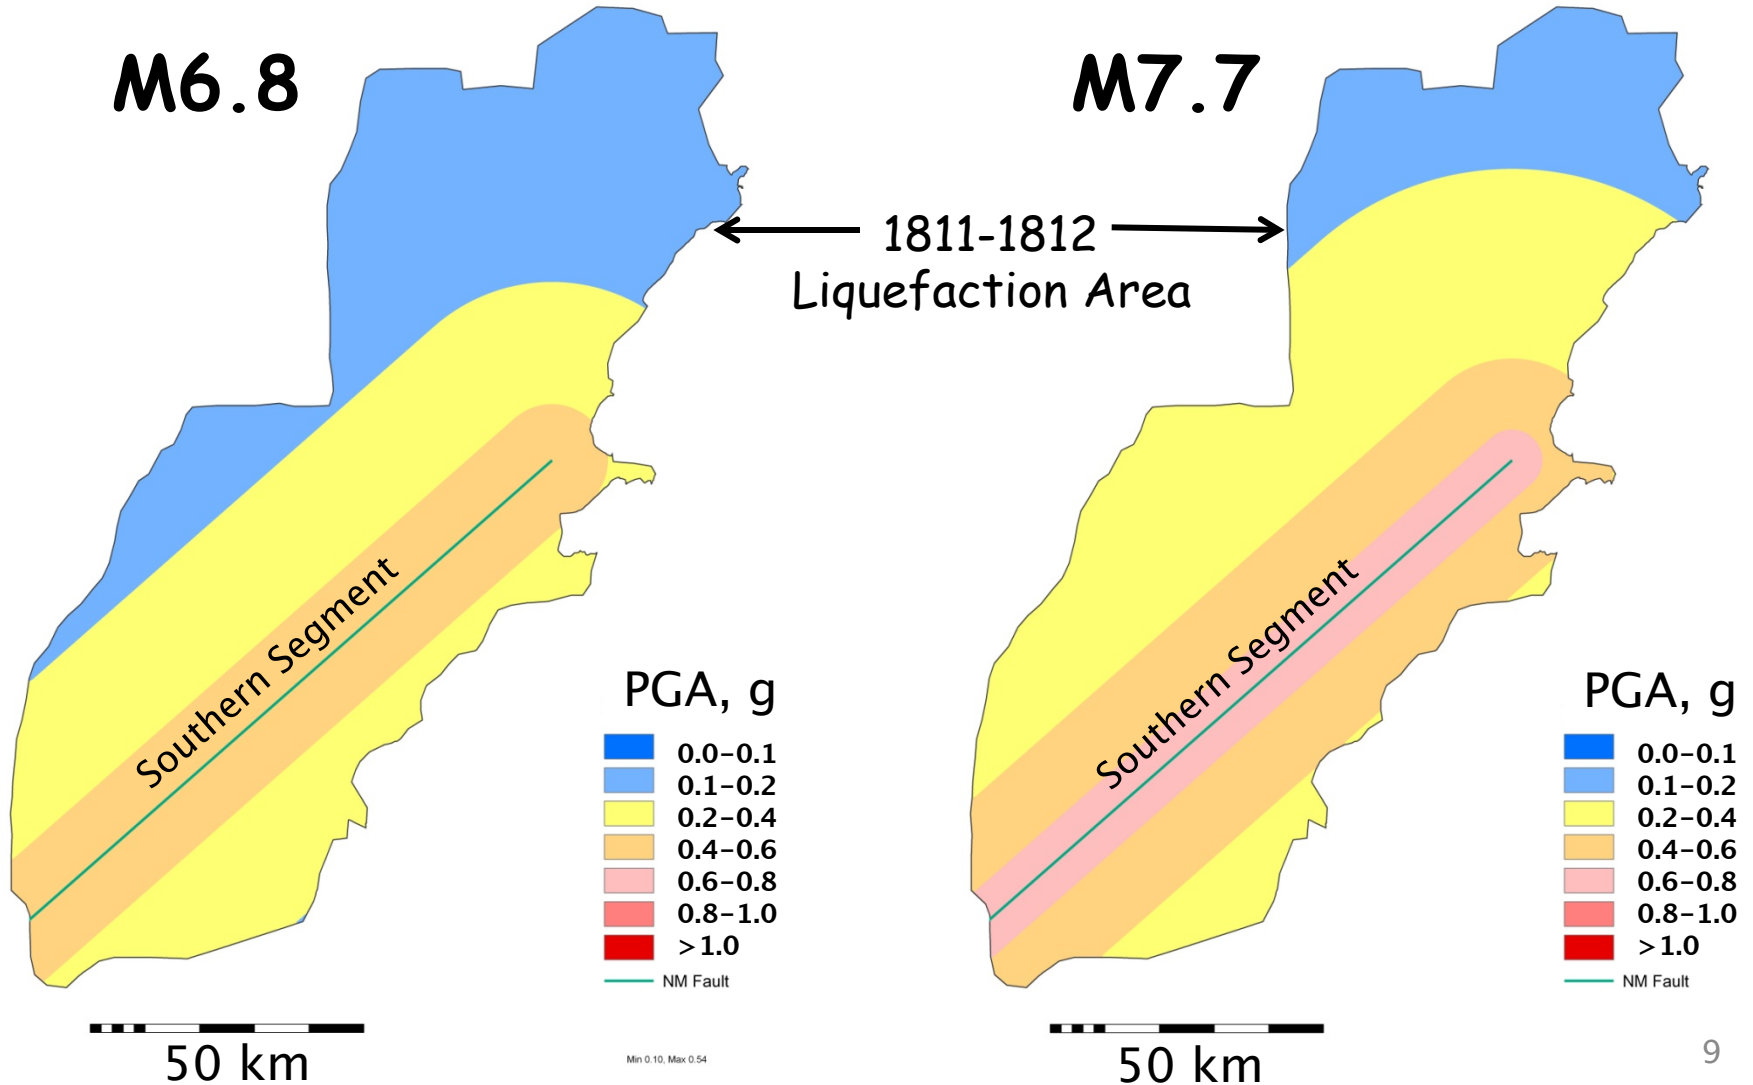 M6.8
M7.7
1811-1812
Liquefaction Area
Southern Segment
Southern Segment
PGA, g
0.0–0.1
0.1–0.2
0.2–0.4
0.4–0.6
0.6–0.8
0.8–1.0
>1.0
NM Fault
PGA, g
0.0–0.1
0.1–0.2
0.2–0.4
0.4–0.6
0.6–0.8
0.8–1.0
>1.0
NM Fault
50 km
Min 0.10, Max 0.54
50 km
9